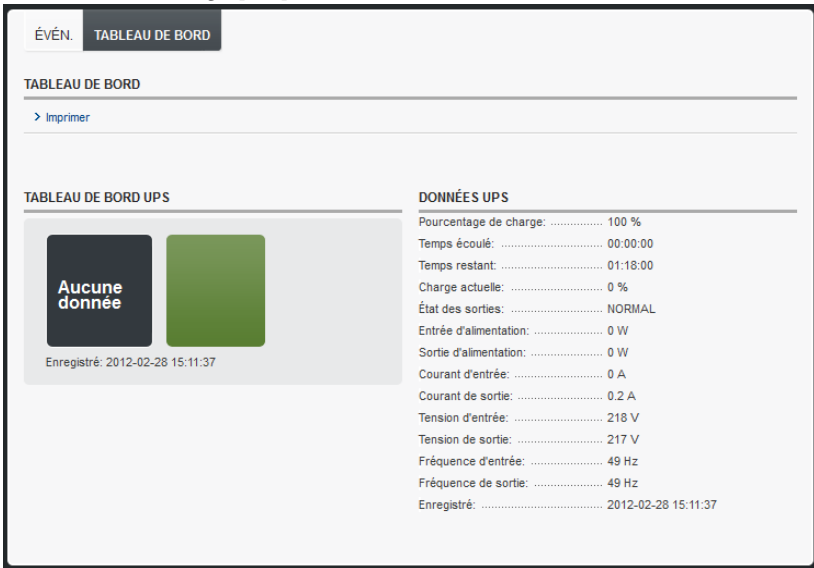 ÉVÉN. TABLEAU DE BORD
TABLEAU DE BORD
> Imprimer
TABLEAU DE BORD UPS
Aucune
donnée
Enregistré: 2012-02-28 15:11:37
DONNÉES UPS
Pourcentage de charge: ................ 100 %
Temps écoulé: ............................... 00:00:00
Temps restant: ............................... 01:18:00
Charge actuelle: ............................ 0 %
État des sorties: ............................ NORMAL
Entrée d'alimentation: ...................... 0 W
Sortie d'alimentation: ...................... 0 W
Courant d'entrée: ........................... 0 A
Courant de sortie: .......................... 0.2 A
Tension d'entrée: ........................... 218 V
Tension de sortie: .......................... 217 V
Fréquence d'entrée: ...................... 49 Hz
Fréquence de sortie: ..................... 49 Hz
Enregistré: ..................................... 2012-02-28 15:11:37